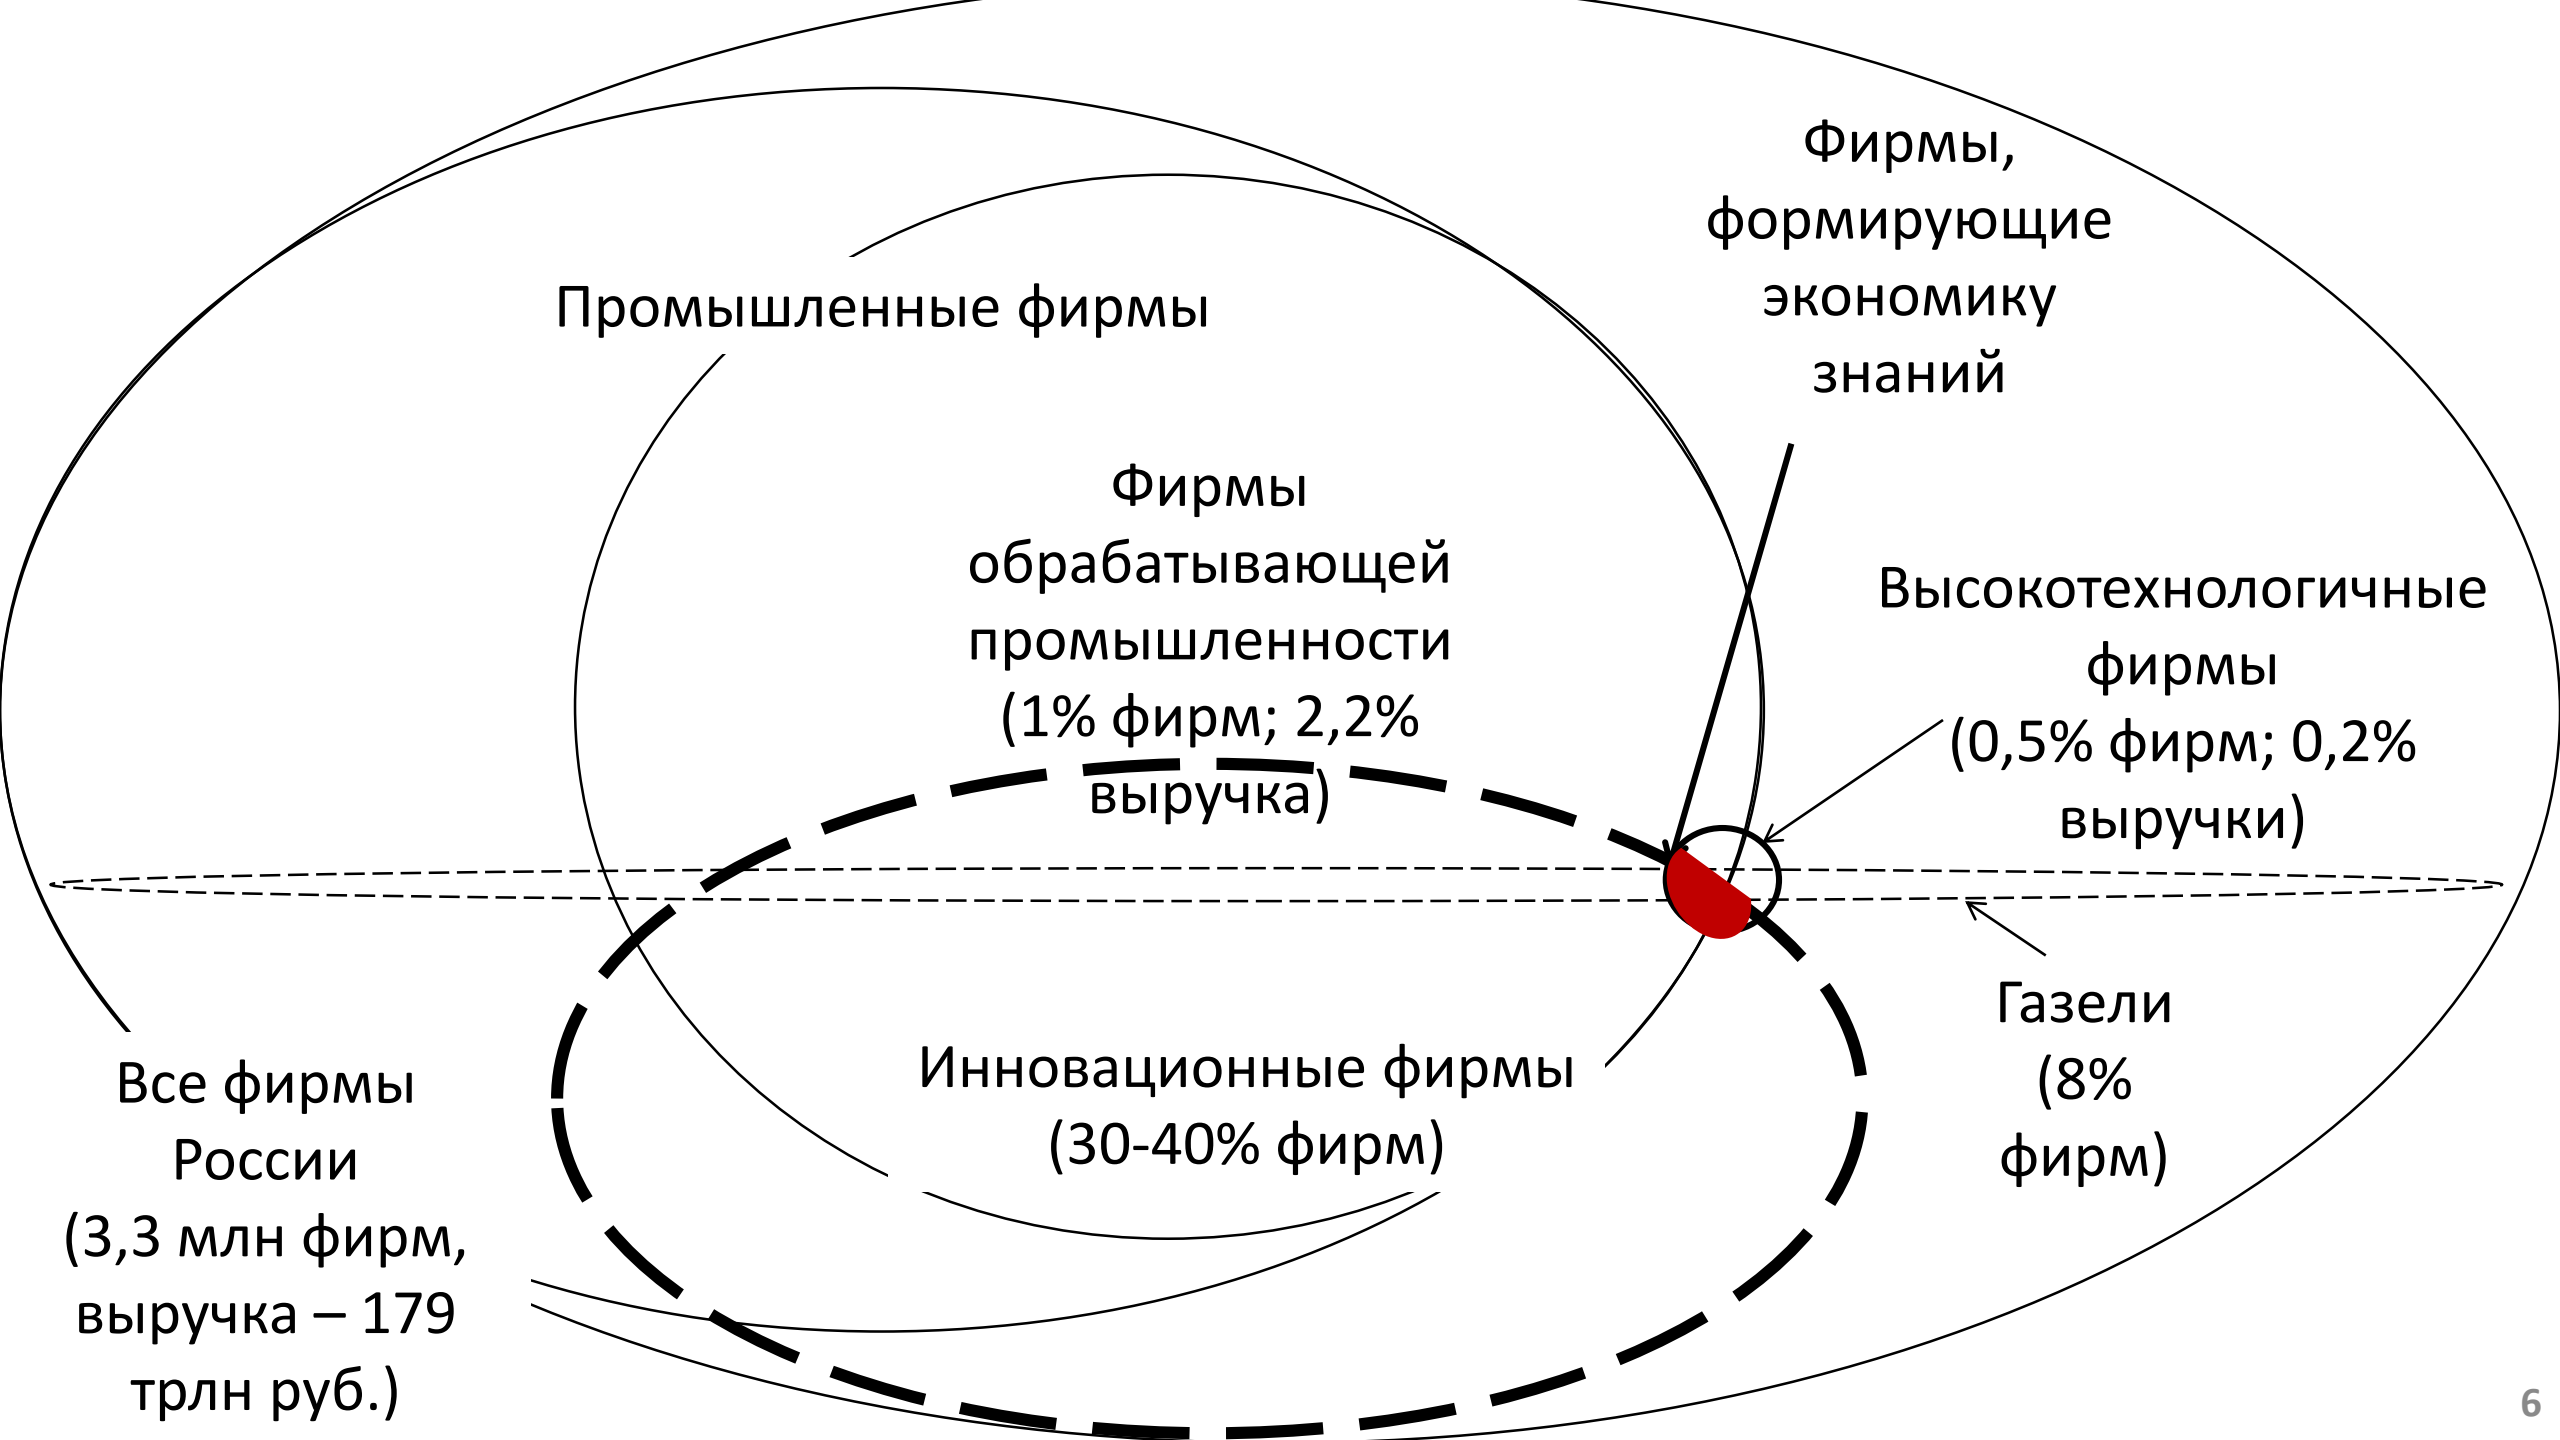 Фирмы,
формирующие
экономику
знаний
Промышленные фирмы
Фирмы
обрабатывающей
промышленности
(1% фирм; 2,2%
выручка)
Высокотехнологичные
фирмы
(0,5% фирм; 0,2%
выручки)
Газели
(8%
фирм)
Инновационные фирмы
(30-40% фирм)
Все фирмы
России
(3,3 млн фирм,
выручка – 179
трлн руб.)
6